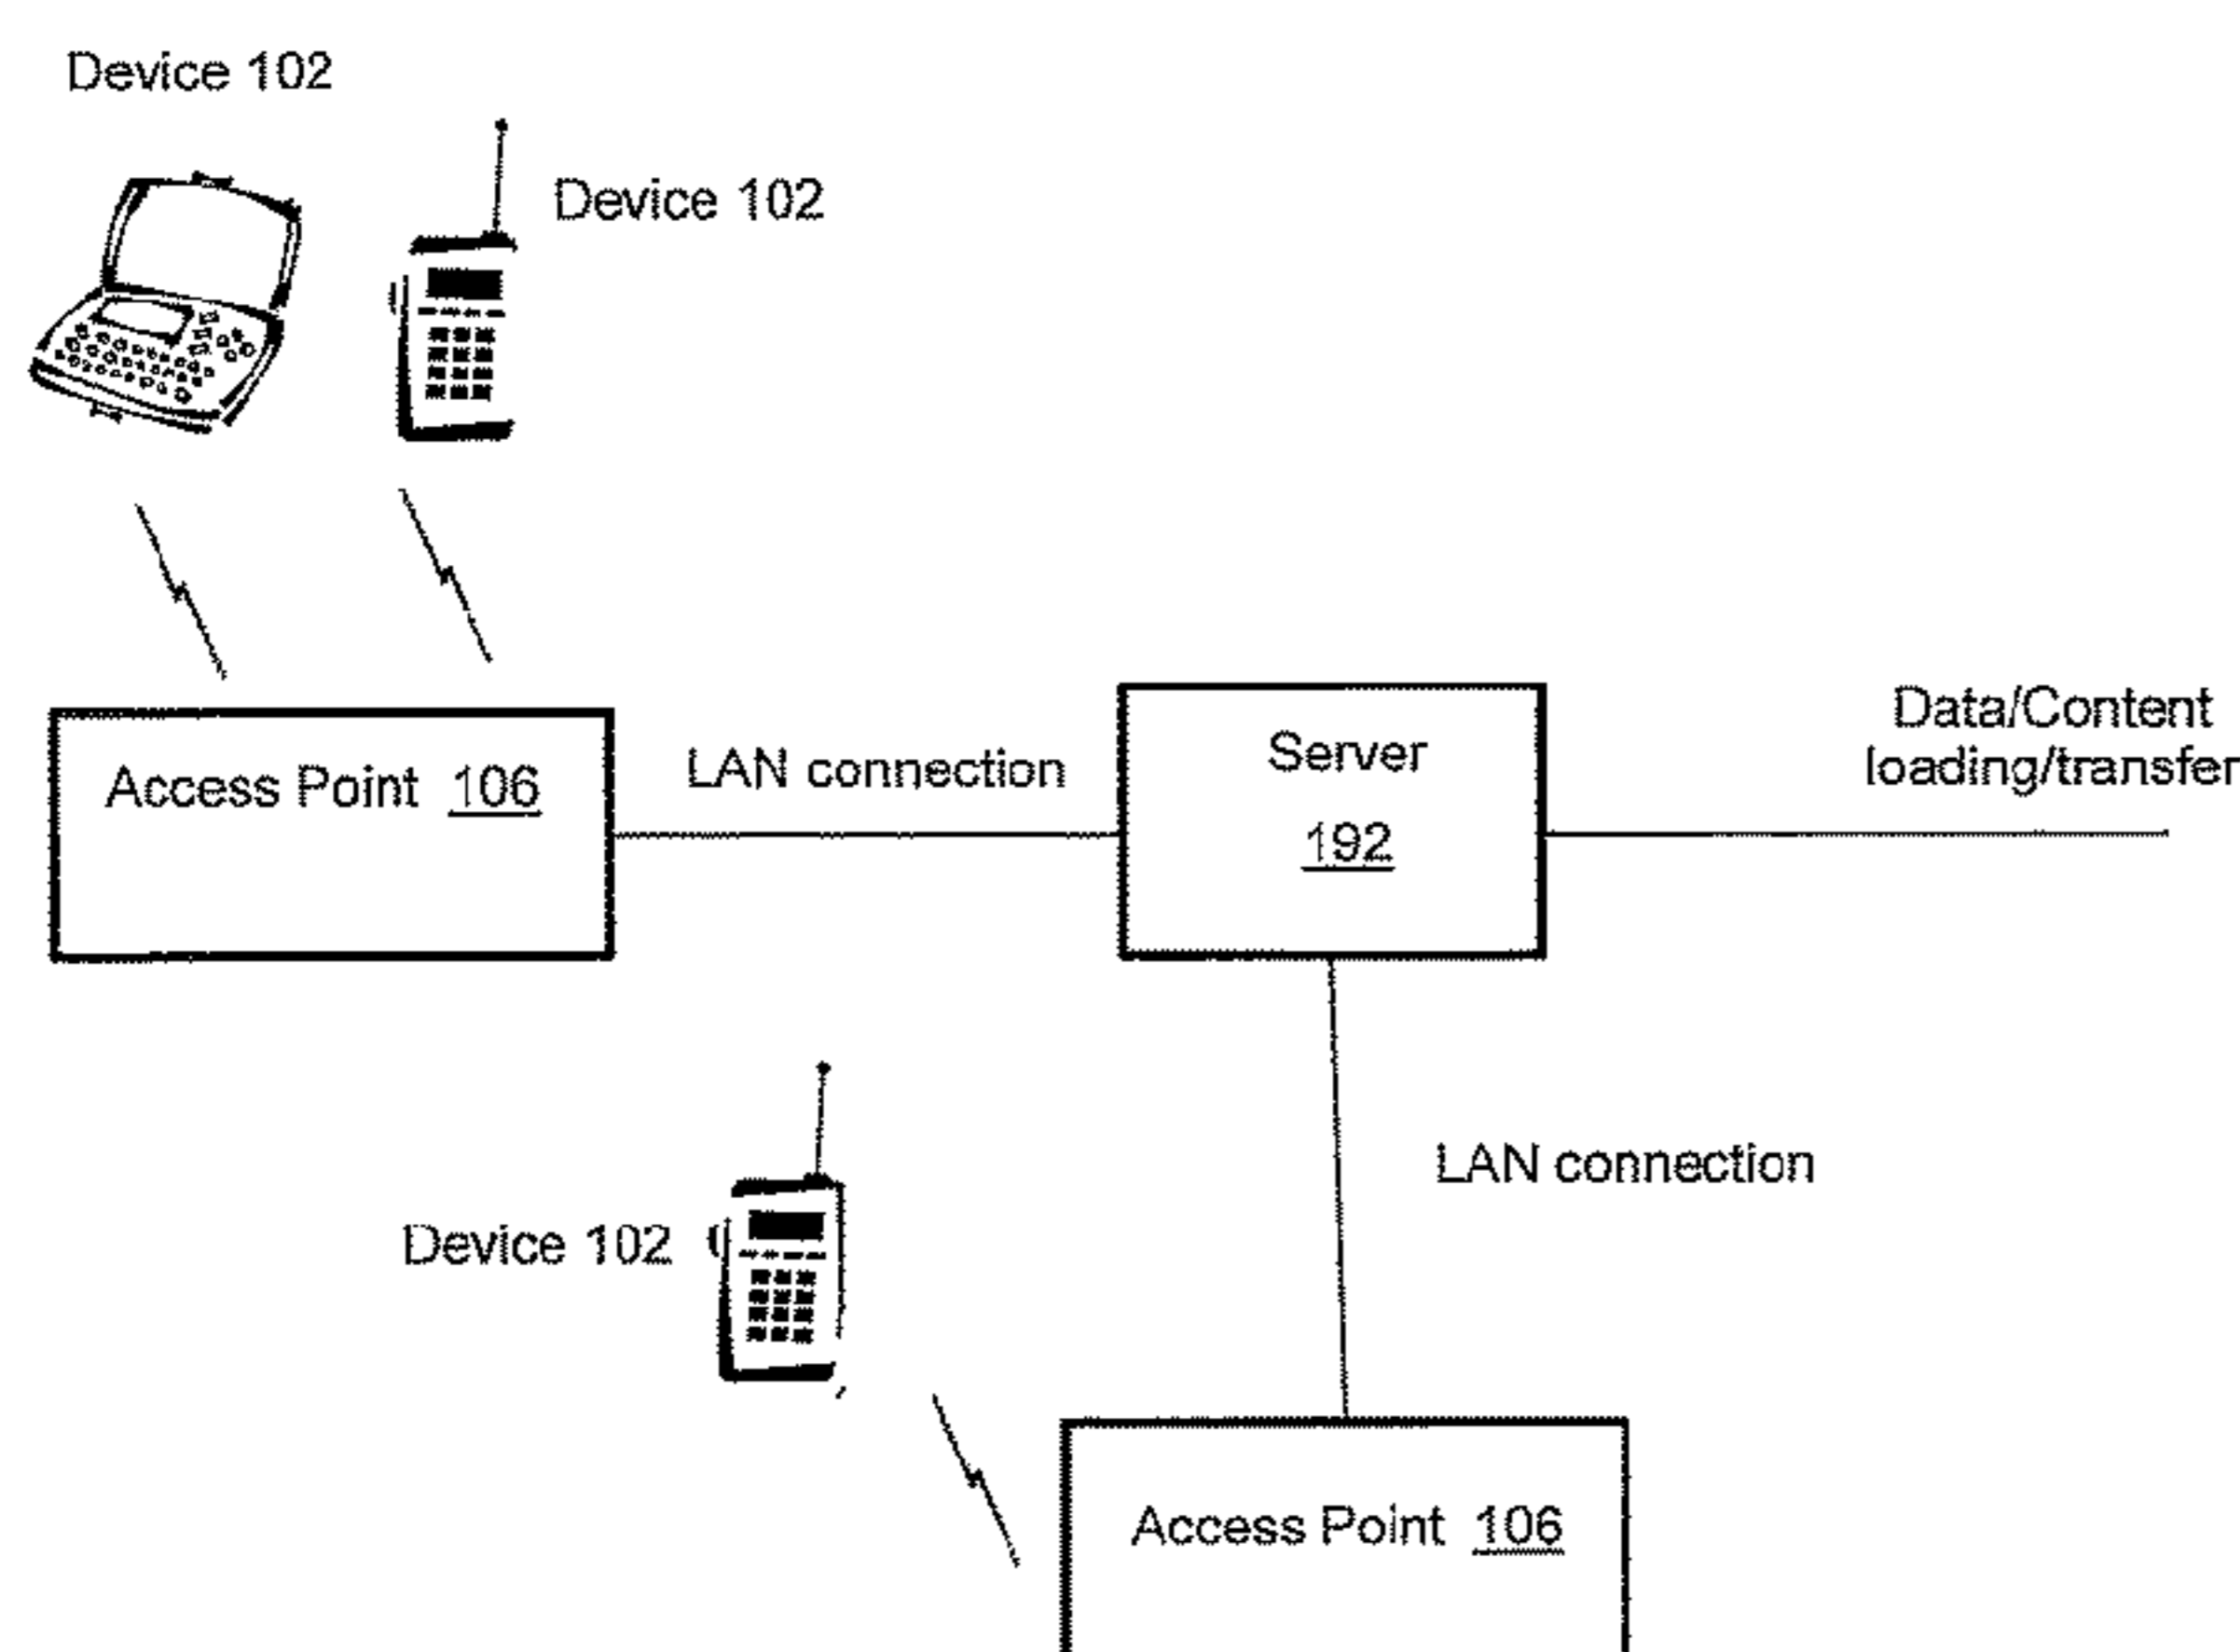 Device 102
Device 102
Data/Content
loading/transfer
Server
192
LAN connection
Access Point 106
LAN connection
Device 102
Access Point 106